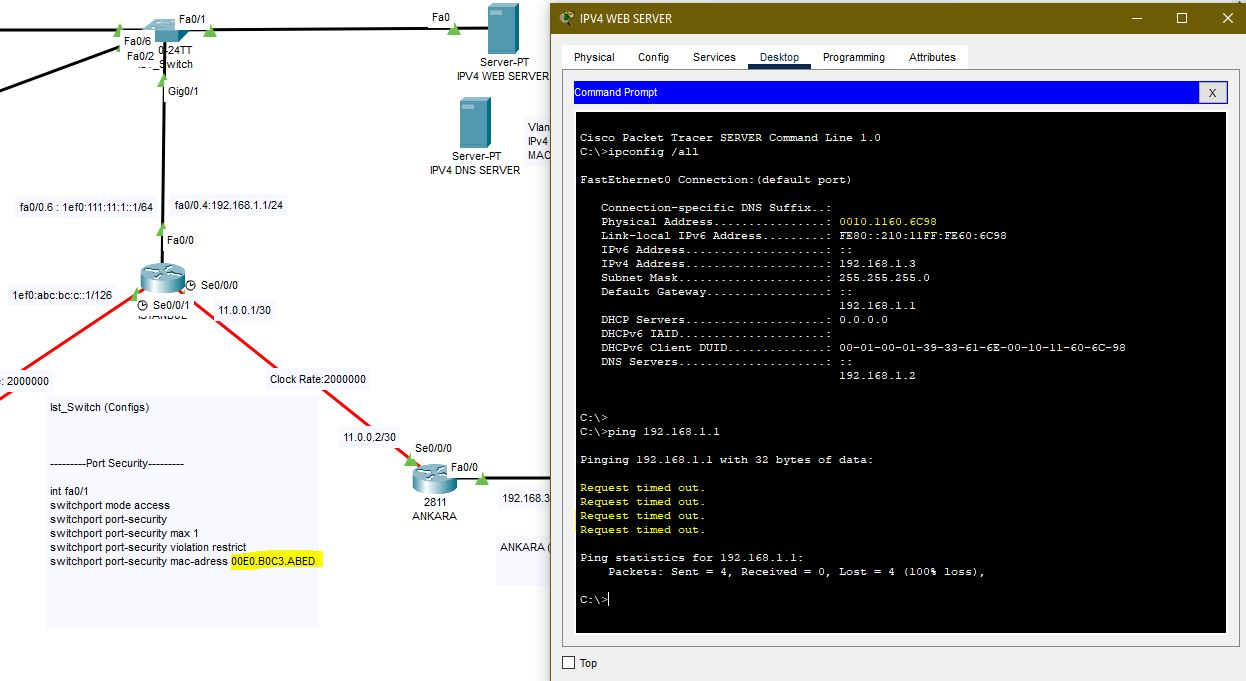 Fa0/1
Fa0
Fa0/6
Fa0/2
-24TT
Switch
Gig0/1
Server-PT
IPV4 WEB SERVER
Server-PT
IPV4 DNS SERVER
Vlan
IPv4
MAC
fa0/0.6 : 1ef0:111:11:1::1/64
fa0/0.4:192.168.1.1/24
Fa0/0
Se0/0/0
1ef0:abc:bc:c::1/126
Se0/0/1
11.0.0.1/30
ISTANBUL
: 2000000
Clock Rate:2000000
Ist_Switch (Configs)
---------Port Security---------
int fa0/1
switchport mode access
switchport port-security
switchport port-security max 1
switchport port-security violation restrict
switchport port-security mac-adress 00E0.B0C3.ABED
11.0.0.2/30
Se0/0/0
Fa0/0
2811
ANKARA
192.168.3
ANKARA (
IPV4 WEB SERVER
Physical Config Services Desktop Programming Attributes
Command Prompt X
Cisco Packet Tracer SERVER Command Line 1.0
C:\>ipconfig /all
FastEthernet0 Connection:(default port)
Connection-specific DNS Suffix..:
Physical Address................: 0010.1160.6C98
Link-local IPv6 Address.........: FE80::210:11FF:FE60:6C98
IPv6 Address....................: ::
IPv4 Address....................: 192.168.1.3
Subnet Mask.....................: 255.255.255.0
Default Gateway.................: ::
192.168.1.1
DHCP Servers....................: 0.0.0.0
DHCPv6 IAID.....................:
DHCPv6 Client DUID..............: 00-01-00-01-39-33-61-6E-00-10-11-60-6C-98
DNS Servers.....................: ::
192.168.1.2
C:\>
C:\>ping 192.168.1.1
Pinging 192.168.1.1 with 32 bytes of data:
Request timed out.
Request timed out.
Request timed out.
Request timed out.
Ping statistics for 192.168.1.1:
Packets: Sent = 4, Received = 0, Lost = 4 (100% loss),
C:\>
Top